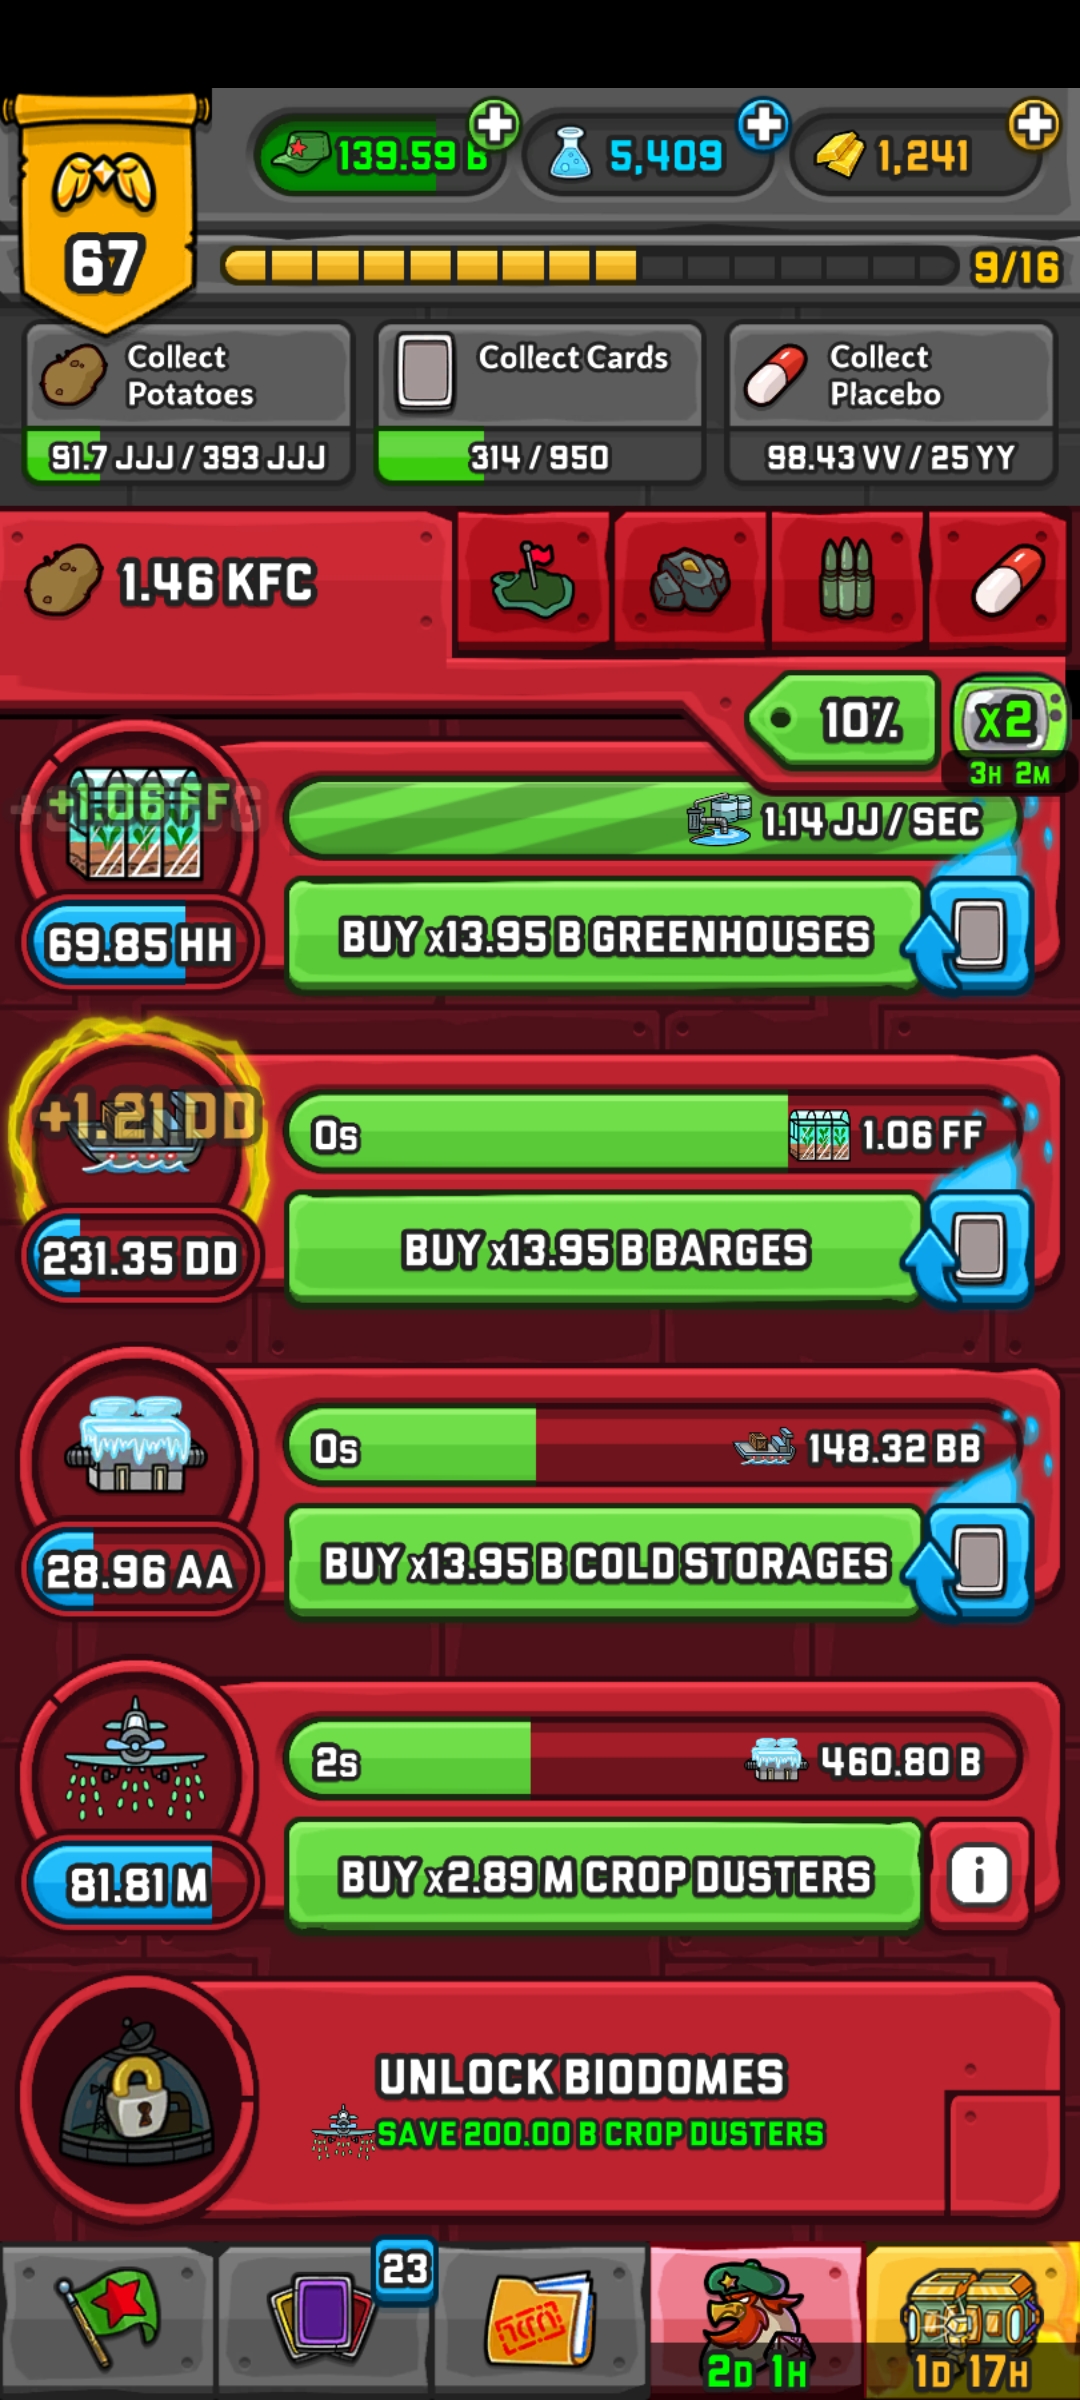 139.59 B
5,409
1,241
67
9/16
Collect
Potatoes
Collect Cards
Collect
Placebo
91.7 JJJ / 393 JJJ
314 / 950
98.43 VV / 25 YY
1.46 KFC
10%
x2
3H 2M
+1.06 FF
1.14 JJ / SEC
69.85 HH
BUY x13.95 B GREENHOUSES
+1.21 DD
0s
1.06 FF
231.35 DD
BUY x13.95 B BARGES
0s
148.32 BB
28.96 AA
BUY x13.95 B COLD STORAGES
2s
460.80 B
81.81 M
BUY x2.89 M CROP DUSTERS
i
UNLOCK BIODOMES
SAVE 200.00 B CROP DUSTERS
23
2D 1H
1D 17H